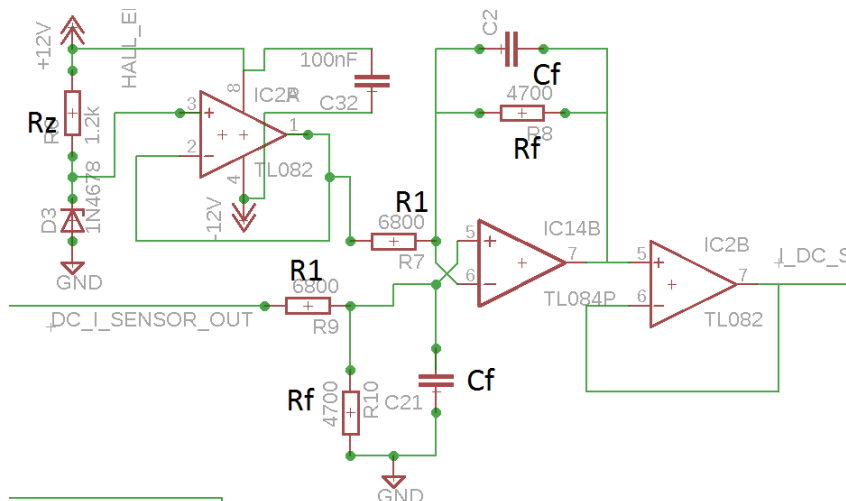 +12V
HALL_E
Rz
1.2k
D3
1N4678
GND
3
2
8
4
1
IC2A
TL082
-12V
100nF
C32
C2
Cf
4700
R8
Rf
R1
6800
R7
R1
6800
R9
DC_I_SENSOR_OUT
Rf
4700
R10
C21
Cf
GND
5
6
7
IC14B
TL084P
5
6
7
IC2B
TL082
I_DC_S